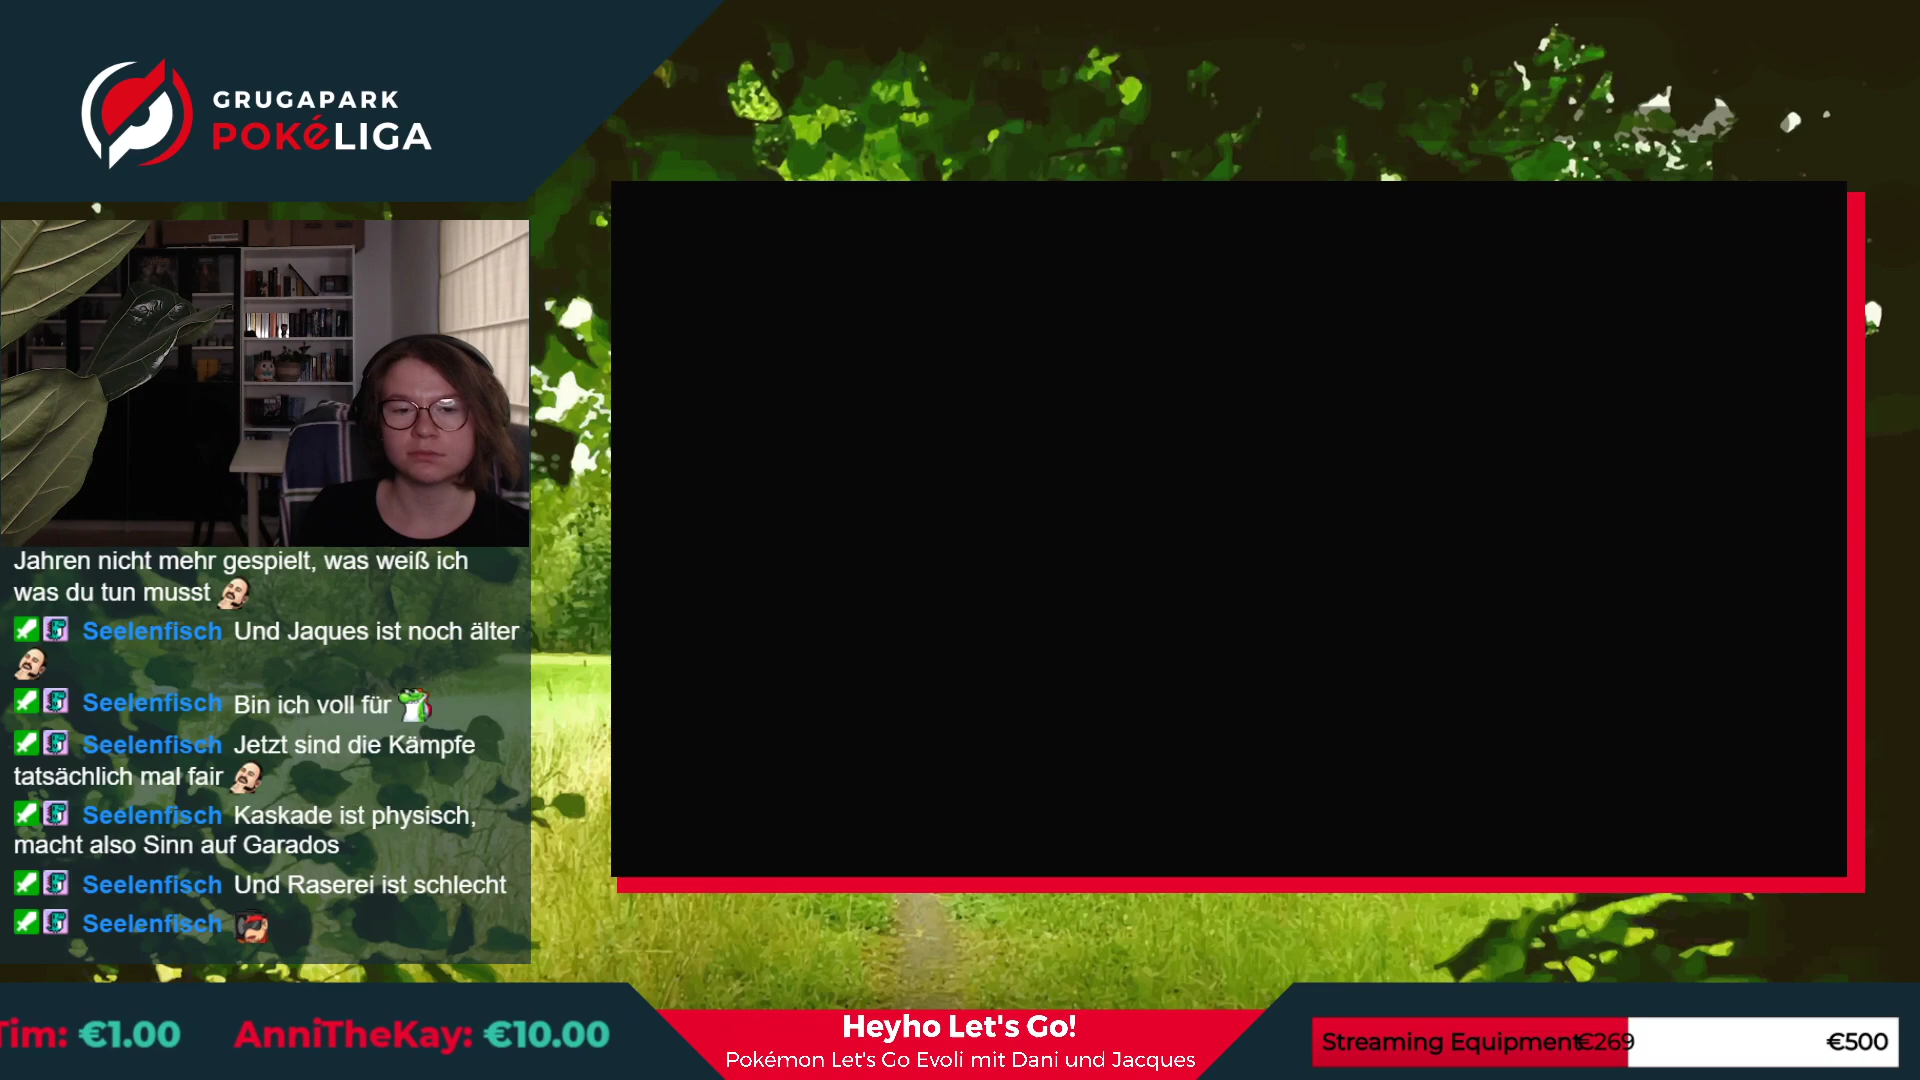 GRUGAPARK
POKéLIGA
Jahren nicht mehr gespielt, was weiß ich
was du tun musst
Seelenfisch Und Jaques ist noch älter
Seelenfisch Bin ich voll für
Seelenfisch Jetzt sind die Kämpfe
tatsächlich mal fair
Seelenfisch Kaskade ist physisch,
macht also Sinn auf Garados
Seelenfisch Und Raserei ist schlecht
Seelenfisch
Tim: €1.00 AnniTheKay: €10.00
Heyho Let's Go!
Pokémon Let's Go Evoli mit Dani und Jacques
Streaming Equipment €269 €500